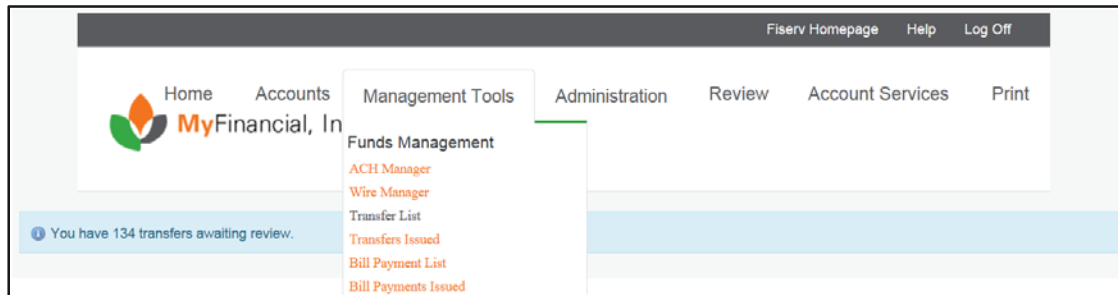 Fiserv Homepage Help Log Off
Home Accounts Management Tools Administration Review Account Services Print
MyFinancial, In
Funds Management
ACH Manager
Wire Manager
Transfer List
You have 134 transfers awaiting review.
Transfers Issued
Bill Payment List
Bill Payments Issued